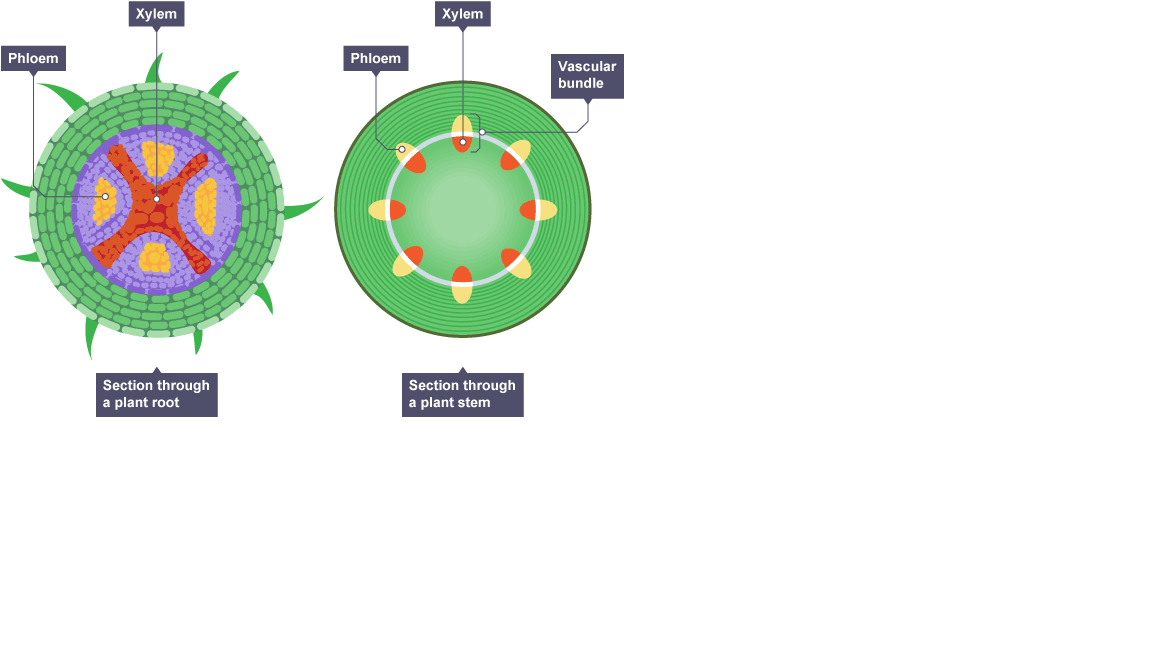 Xylem
Phloem
Xylem
Phloem
Vascular
bundle
Section through
a plant root
Section through
a plant stem